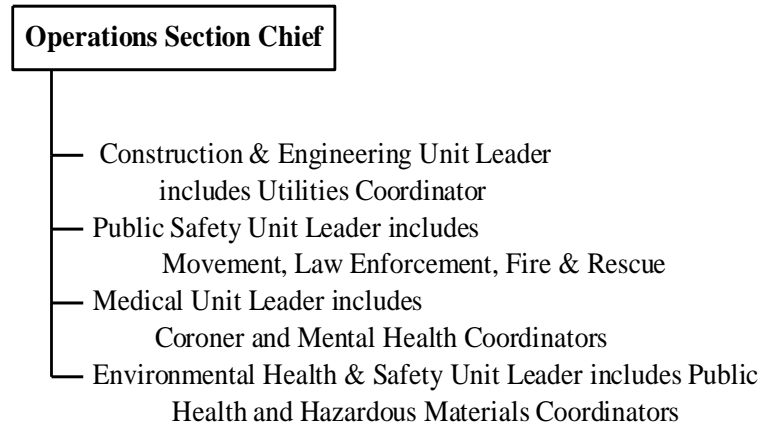 Operations Section Chief
Construction & Engineering Unit Leader
includes Utilities Coordinator
Public Safety Unit Leader includes
Movement, Law Enforcement, Fire & Rescue
Medical Unit Leader includes
Coroner and Mental Health Coordinators
Environmental Health & Safety Unit Leader includes Public
Health and Hazardous Materials Coordinators